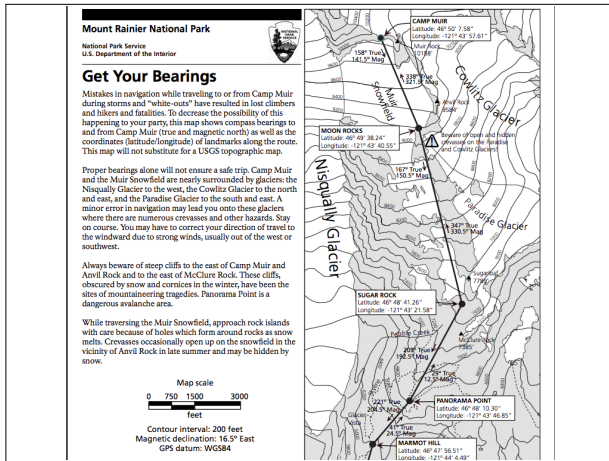 Mount Rainier National Park
National Park Service
U.S. Department of the Interior
Get Your Bearings
Mistakes in navigation while traveling to or from Camp Muir
during storms and "white-outs" have resulted in lost climbers
and hikers and fatalities. To decrease the possibility of this
happening to your party, this map shows compass bearings to
and from Camp Muir (true and magnetic north) as well as the
coordinates (latitude/longitude) of landmarks along the route.
This map will not substitute for a USGS topographic map.
Proper bearings alone will not ensure a safe trip. Camp Muir
and the Muir Snowfield are nearly surrounded by glaciers: the
Nisqually Glacier to the west, the Cowlitz Glacier to the north
and east, and the Paradise Glacier to the south and east. A
minor error in navigation may lead you onto these glaciers
where there are numerous crevasses and other hazards. Stay
on course. You may have to correct your direction of travel to
the windward due to strong winds, usually out of the west or
southwest.
Always beware of steep cliffs to the east of Camp Muir and
Anvil Rock and to the east of McClure Rock. These cliffs,
obscured by snow and cornices in the winter, have been the
sites of mountaineering tragedies. Panorama Point is a
dangerous avalanche area.
While traversing the Muir Snowfield, approach rock islands
with care because of holes which form around rocks as snow
melts. Crevasses occasionally open up on the snowfield in the
vicinity of Anvil Rock in late summer and may be hidden by
snow.
Map scale
0 750 1500 3000
feet
Contour interval: 200 feet
Magnetic declination: 16.5° East
GPS datum: WGS84
CAMP MUIR
Latitude: 46° 50' 7.58"
Longitude: -121° 43' 57.61"
Muir Rock
10188'
158° True
141.5° Mag
338° True
321.5° Mag
Muir
Snowfield
Cowlitz Glacier
Anvil Rock
9584'
MOON ROCKS
Latitude: 46° 49' 38.24"
Longitude: -121° 43' 40.55"
Beware of open and hidden
crevasses on the Paradise
and Cowlitz Glaciers!
167° True
150.5° Mag
Nisqually Glacier
Paradise Glacier
347° True
330.5° Mag
Sugarloaf
SUGAR ROCK
Latitude: 46° 48' 41.26"
Longitude: -121° 43' 21.58"
Pebble Creek
McClure Rock
7385'
209° True
192.5° Mag
29° True
12.5° Mag
PANORAMA POINT
Latitude: 46° 48' 10.30"
Longitude: -121° 43' 46.85"
221° True
204.5° Mag
Glacier
Vista
41° True
24.5° Mag
MARMOT HILL
Latitude: 46° 47' 56.51"
Longitude: -121° 44' 4.49"